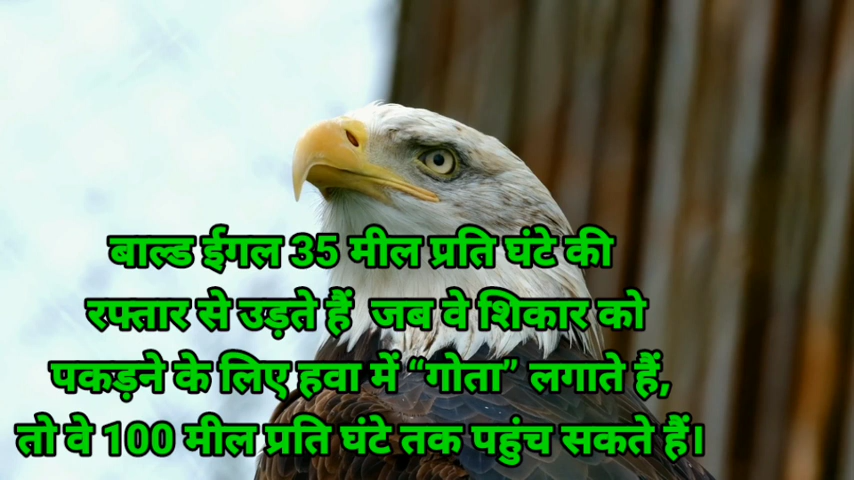 बाल्ड ईगल 35 मील प्रति घंटे की
रफ्तार से उड़ते हैं जब वे शिकार को
पकड़ने के लिए हवा में “गोता” लगाते हैं,
तो वे 100 मील प्रति घंटे तक पहुंच सकते हैं।